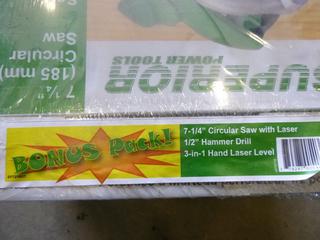 7 ¼"
(185 mm)
Circular
Saw
SUPERIOR
POWER TOOLS
BONUS Pack!
7-1/4" Circular Saw with Laser
1/2" Hammer Drill
3-in-1 Hand Laser Level